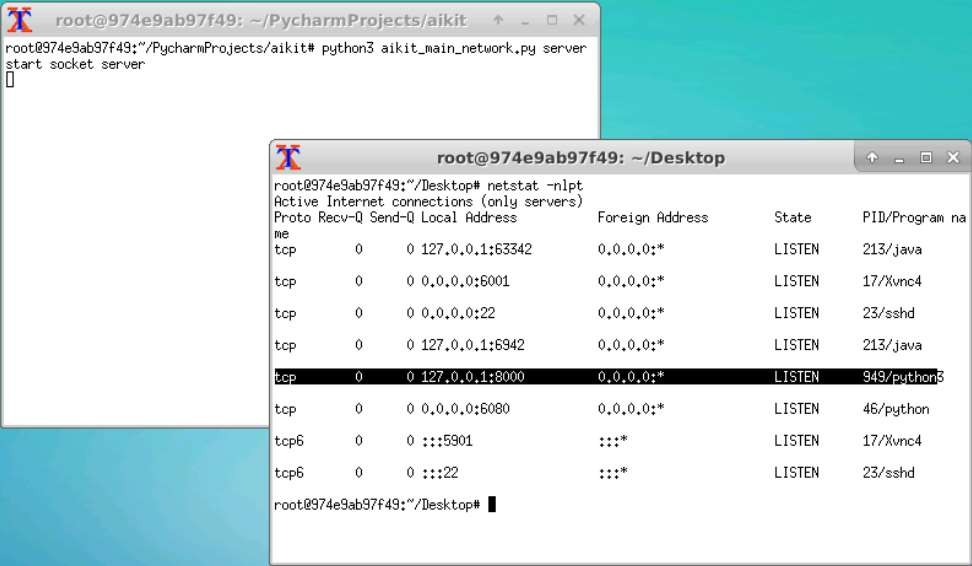 root@974e9ab97f49: ~/PycharmProjects/aikit
root@974e9ab97f49:~/PycharmProjects/aikit# python3 aikit_main_network.py server
start socket server
root@974e9ab97f49: ~/Desktop
root@974e9ab97f49:~/Desktop# netstat -nlpt
Active Internet connections (only servers)
Proto Recv-Q Send-Q Local Address           Foreign Address         State       PID/Program na
me
tcp        0      0 127.0.0.1:63342         0.0.0.0:*               LISTEN      213/java
tcp        0      0 0.0.0.0:6001            0.0.0.0:*               LISTEN      17/Xvnc4
tcp        0      0 0.0.0.0:22              0.0.0.0:*               LISTEN      23/sshd
tcp        0      0 127.0.0.1:6942          0.0.0.0:*               LISTEN      213/java
tcp        0      0 127.0.0.1:8000          0.0.0.0:*               LISTEN      949/python3
tcp        0      0 0.0.0.0:6080            0.0.0.0:*               LISTEN      46/python
tcp6       0      0 :::5901                 :::*                    LISTEN      17/Xvnc4
tcp6       0      0 :::22                   :::*                    LISTEN      23/sshd
root@974e9ab97f49:~/Desktop#